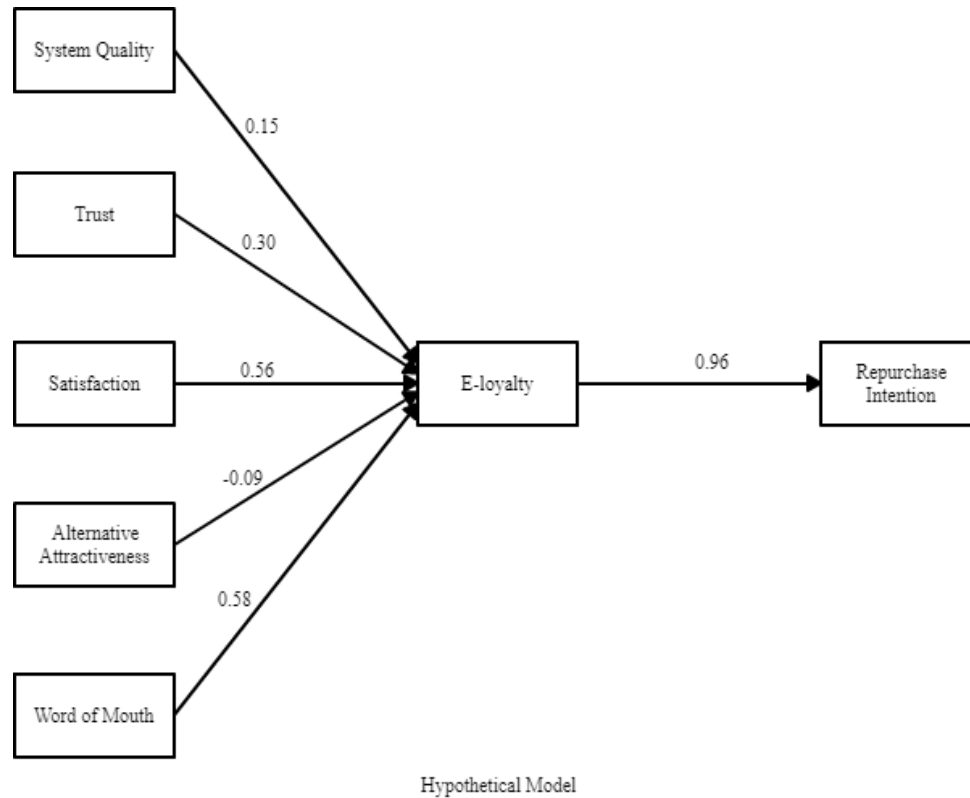 System Quality
0.15
Trust
0.30
Satisfaction
0.56
E-loyalty
0.96
Repurchase
Intention
-0.09
Alternative
Attractiveness
0.58
Word of Mouth
Hypothetical Model